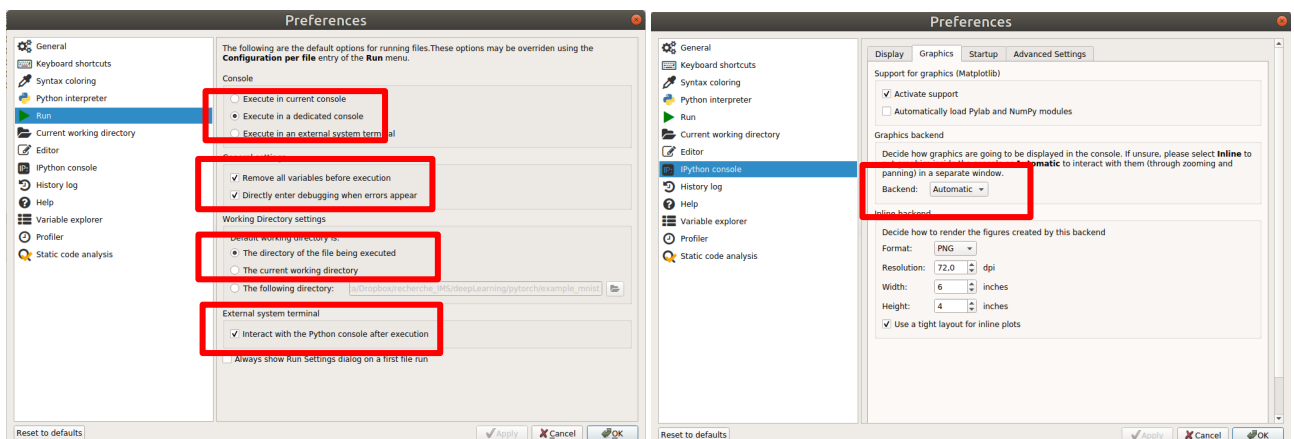 Preferences
General
Keyboard shortcuts
Syntax coloring
Python interpreter
Run
Current working directory
Editor
IPython console
History log
Help
Variable explorer
Profiler
Static code analysis
The following are the default options for running files.These options may be overriden using the
Configuration per file entry of the Run menu.
Console
Execute in current console
Execute in a dedicated console
Execute in an external system terminal
General settings
Remove all variables before execution
Directly enter debugging when errors appear
Working Directory settings
Default working directory is:
The directory of the file being executed
The current working directory
The following directory: a/Dropbox/recherche_IMS/deepLearning/pytorch/example_mnist
External system terminal
Interact with the Python console after execution
Always show Run Settings dialog on a first file run
Reset to defaults
Apply Cancel OK
Preferences
General
Keyboard shortcuts
Syntax coloring
Python interpreter
Run
Current working directory
Editor
IPython console
History log
Help
Variable explorer
Profiler
Static code analysis
Display Graphics Startup Advanced Settings
Support for graphics (Matplotlib)
Activate support
Automatically load Pylab and NumPy modules
Graphics backend
Decide how graphics are going to be displayed in the console. If unsure, please select Inline to
Automatic to interact with them (through zooming and
panning) in a separate window.
Backend: Automatic
Inline backend
Decide how to render the figures created by this backend
Format: PNG
Resolution: 72,0 dpi
Width: 6 inches
Height: 4 inches
Use a tight layout for inline plots
Reset to defaults
Apply Cancel OK